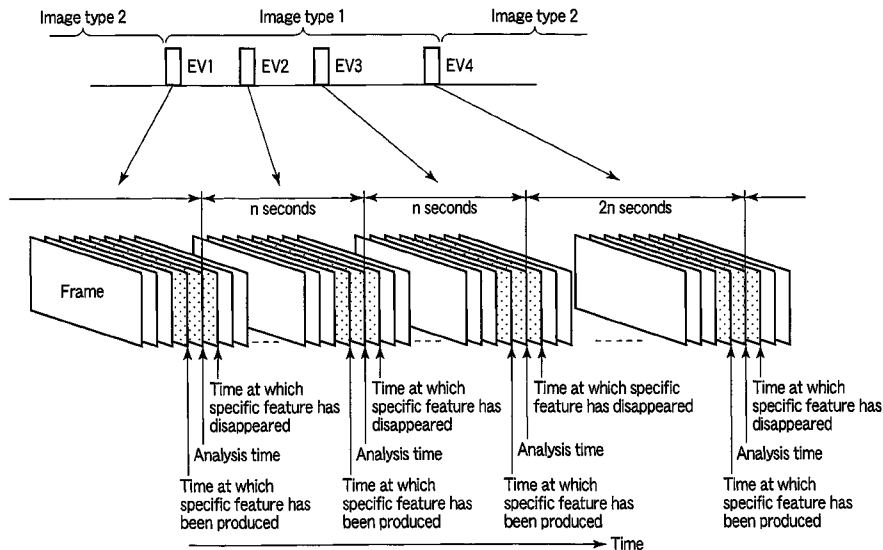 Image type 2
Image type 1
Image type 2
EV1
EV2
EV3
EV4
n seconds
n seconds
2n seconds
Frame
Time at which
specific feature has
disappeared
Time at which
specific feature has
disappeared
Time at which specific
feature has disappeared
Time at which
specific feature has
disappeared
Analysis time
Analysis time
Analysis time
Analysis time
Time at which
specific feature has
been produced
Time at which
specific feature has
been produced
Time at which
specific feature has
been produced
Time at which
specific feature has
been produced
Time